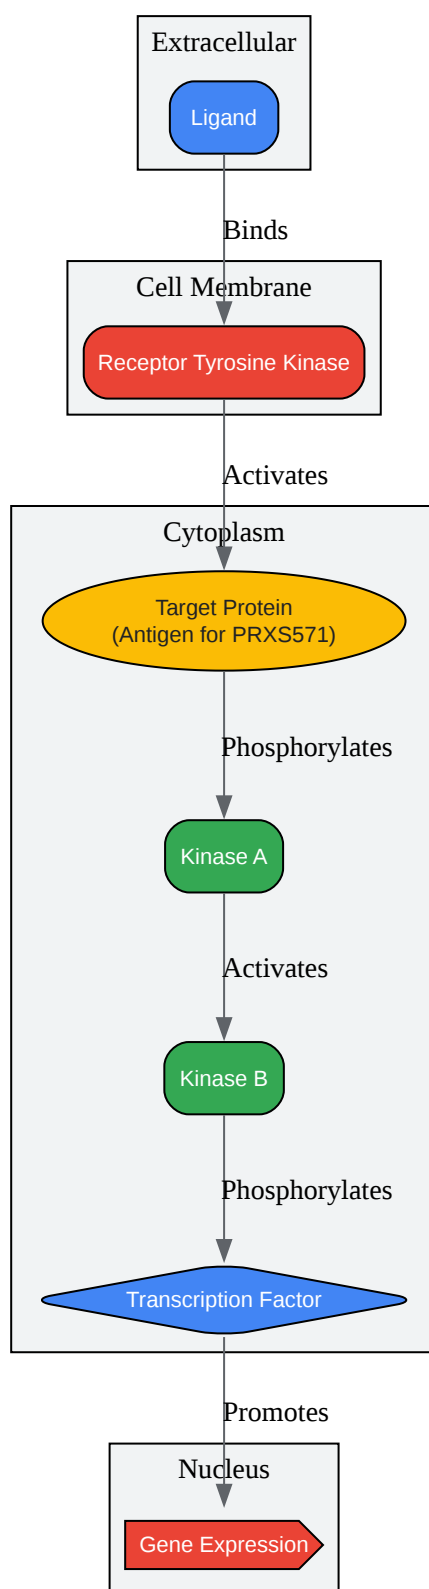 Extracellular
Ligand
Binds
Cell Membrane
Receptor Tyrosine Kinase
Activates
Cytoplasm
Target Protein
(Antigen for PRXS571)
Phosphorylates
Kinase A
Activates
Kinase B
Phosphorylates
Transcription Factor
Promotes
Nucleus
Gene Expression